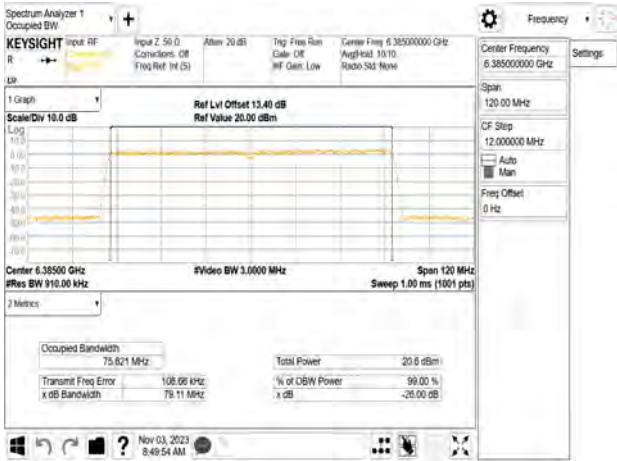 Spectrum Analyzer 1
Occupied BW
+
Frequency
KEYSIGHT Input: RF
Input Z: 50 Ω
Atten: 20 dB
Trig: Free Run
Center Freq: 6.385000000 GHz
R
Corrections: Off
Gate: Off
Avg|Hold: 10/10
Freq Ref: Int (S)
#IF Gain: Low
Radio Std: None
Center Frequency
6.385000000 GHz
Settings
Span
120.00 MHz
CF Step
12.000000 MHz
Auto
Man
Freq Offset
0 Hz
1 Graph
Scale/Div 10.0 dB
Ref Lvl Offset 13.40 dB
Ref Value 20.00 dBm
Log
10.0
0.00
Center 6.38500 GHz
#Video BW 3.0000 MHz
Span 120 MHz
#Res BW 910.00 kHz
Sweep 1.00 ms (1001 pts)
2 Metrics
Occupied Bandwidth
75.621 MHz
Total Power
20.6 dBm
Transmit Freq Error
108.66 kHz
% of OBW Power
99.00 %
x dB Bandwidth
79.11 MHz
x dB
-26.00 dB
?
Nov 03, 2023
8:49:54 AM